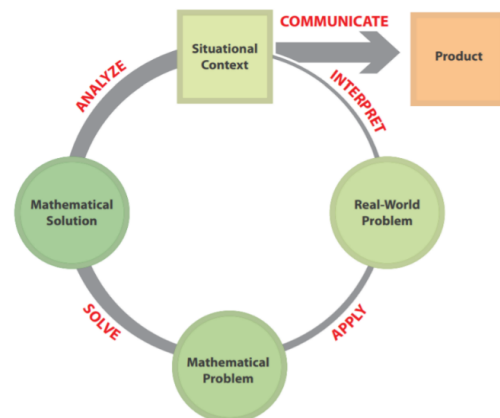 COMMUNICATE
Situational
Context
Product
ANALYZE
INTERPRET
Mathematical
Solution
Real-World
Problem
SOLVE
APPLY
Mathematical
Problem